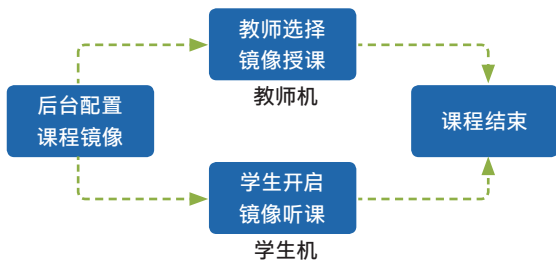 教师选择
镜像授课
教师机
后台配置
课程镜像
课程结束
学生开启
镜像听课
学生机